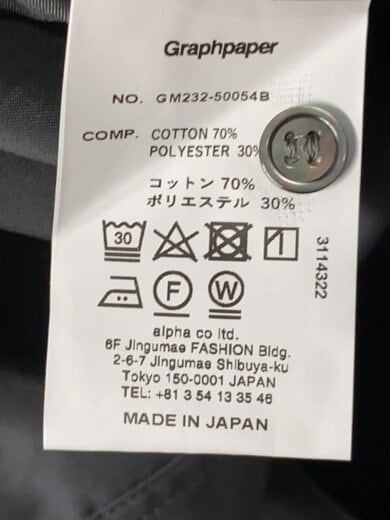 Graphpaper
NO. GM232-50054B
COMP. COTTON 70%
POLYESTER 30%
コットン 70%
ポリエステル 30%
30
F
W
3114322
alpha co ltd.
6F Jingumae FASHION Bldg.
2-6-7 Jingumae Shibuya-ku
Tokyo 150-0001 JAPAN
TEL: +81 3 54 13 35 46
MADE IN JAPAN